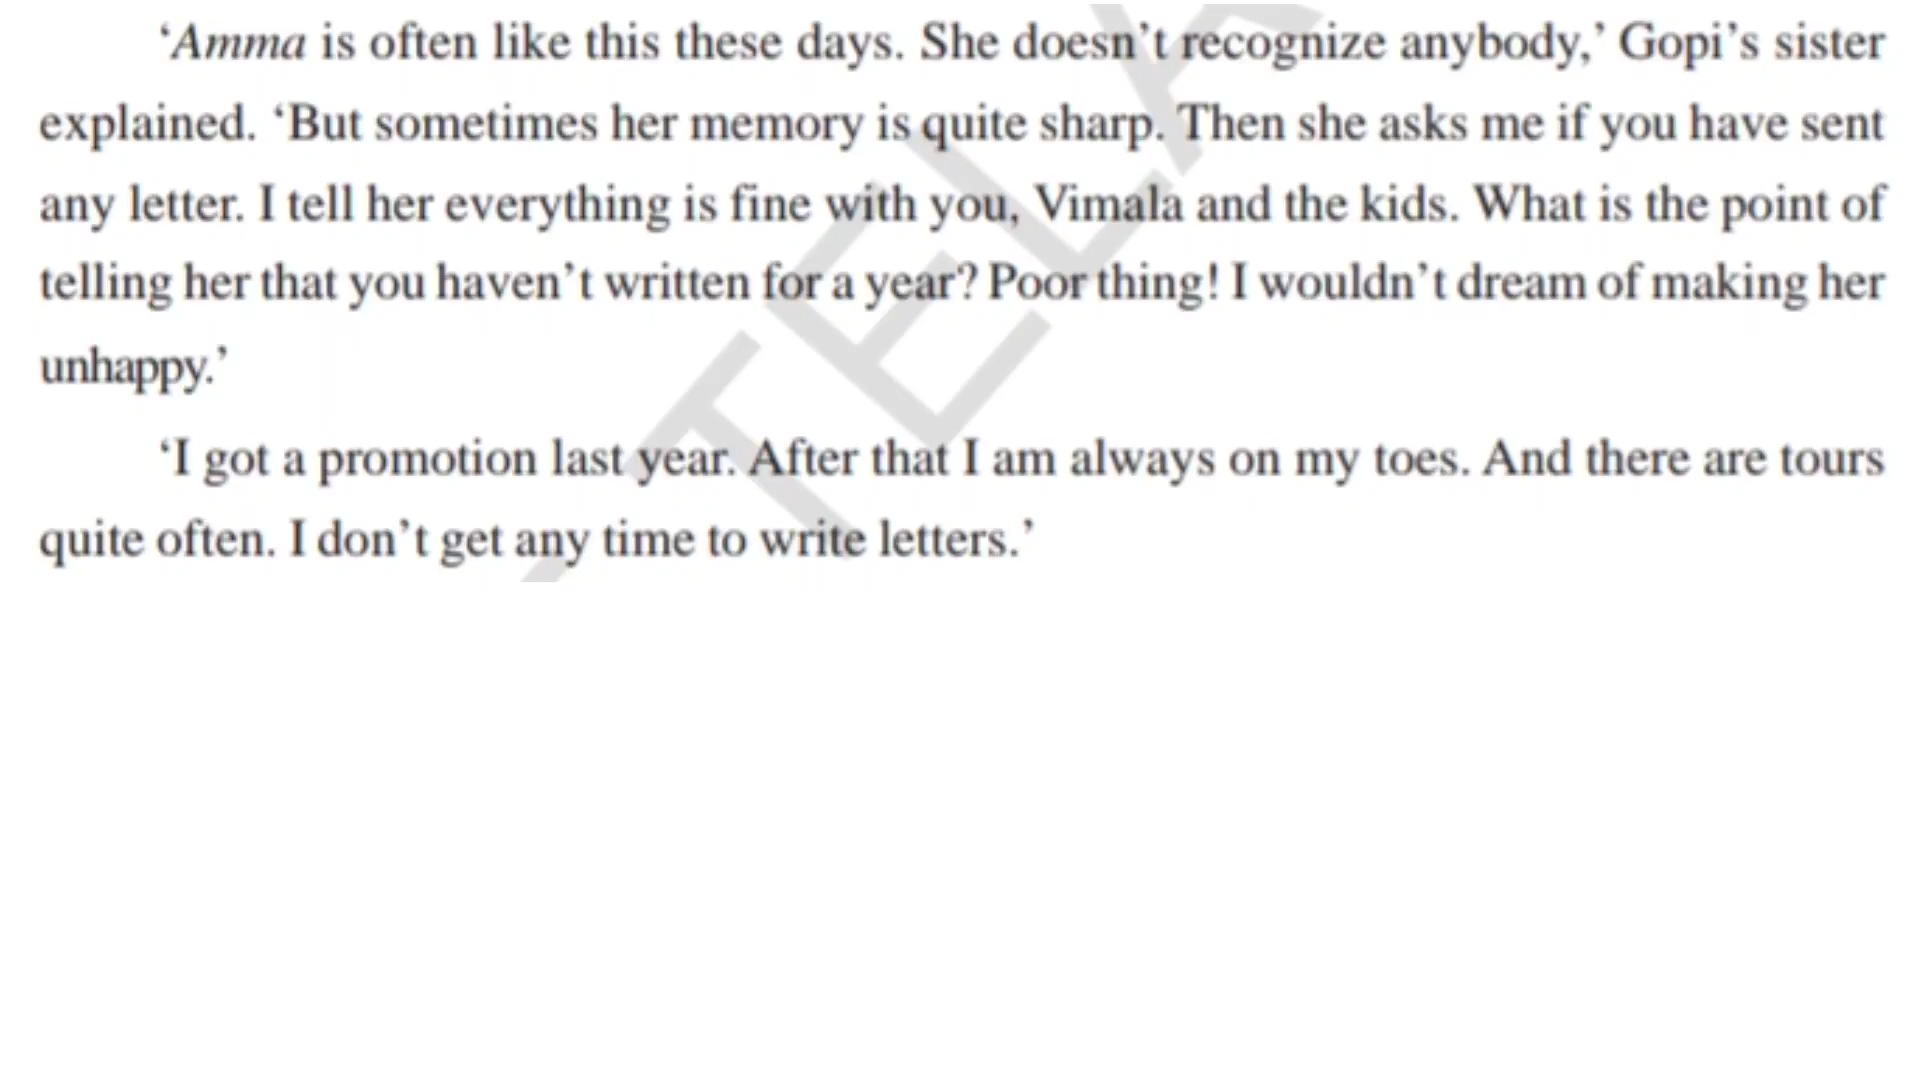 ‘Amma is often like this these days. She doesn’t recognize anybody,’ Gopi’s sister
explained. ‘But sometimes her memory is quite sharp. Then she asks me if you have sent
any letter. I tell her everything is fine with you, Vimala and the kids. What is the point of
telling her that you haven’t written for a year? Poor thing! I wouldn’t dream of making her
unhappy.’
‘I got a promotion last year. After that I am always on my toes. And there are tours
quite often. I don’t get any time to write letters.’
TELA